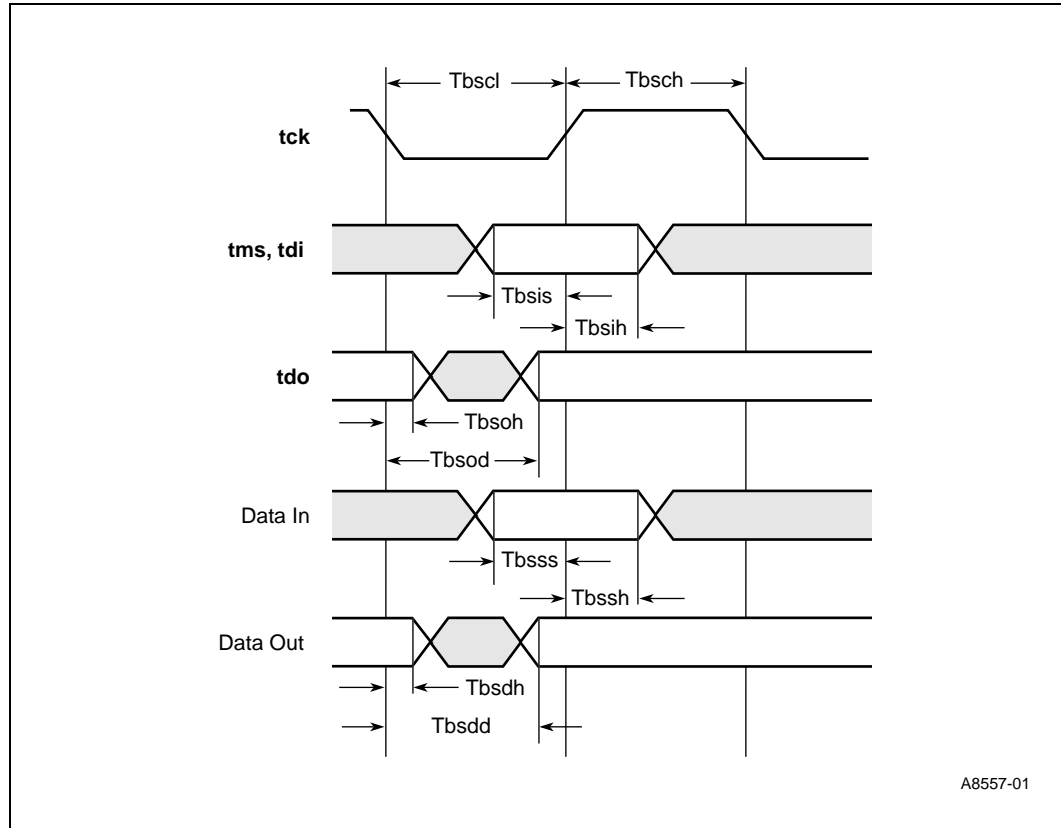 Tbscl
Tbsch
tck
tms, tdi
Tbsis
Tbsih
tdo
Tbsoh
Tbsod
Data In
Tbsss
Tbssh
Data Out
Tbsdh
Tbsdd
A8557-01